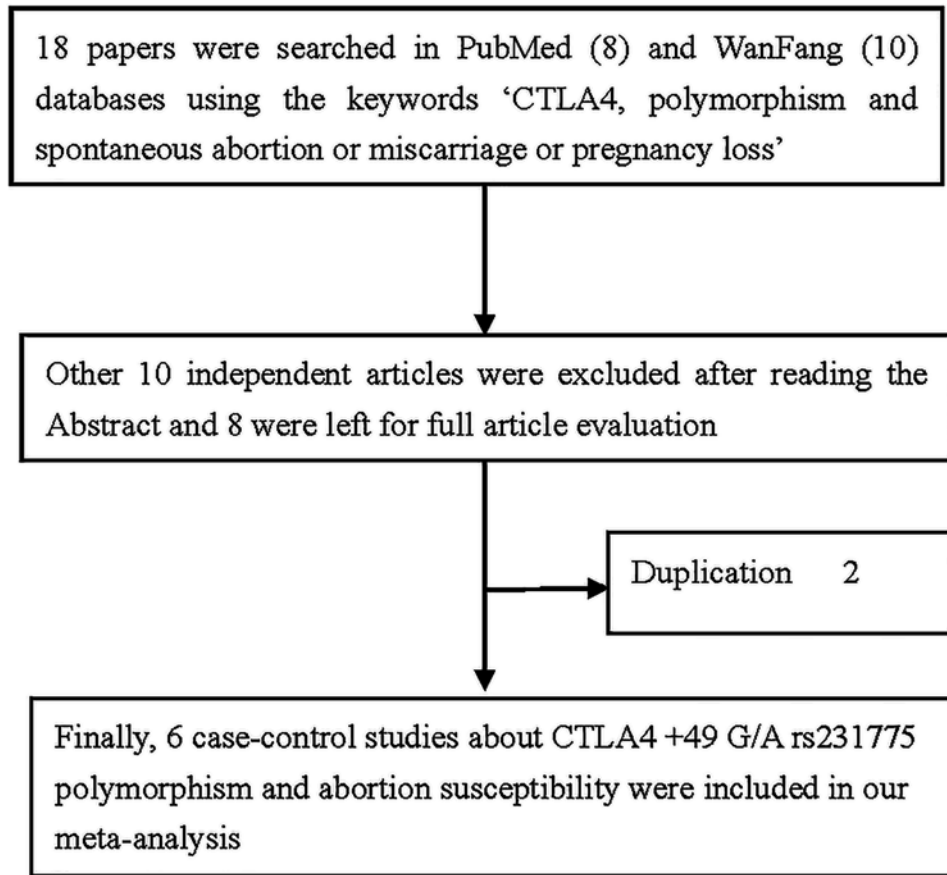 18 papers were searched in PubMed (8) and WanFang (10)
databases using the keywords ‘CTLA4, polymorphism and
spontaneous abortion or miscarriage or pregnancy loss’
Other 10 independent articles were excluded after reading the
Abstract and 8 were left for full article evaluation
Duplication 2
Finally, 6 case-control studies about CTLA4 +49 G/A rs231775
polymorphism and abortion susceptibility were included in our
meta-analysis